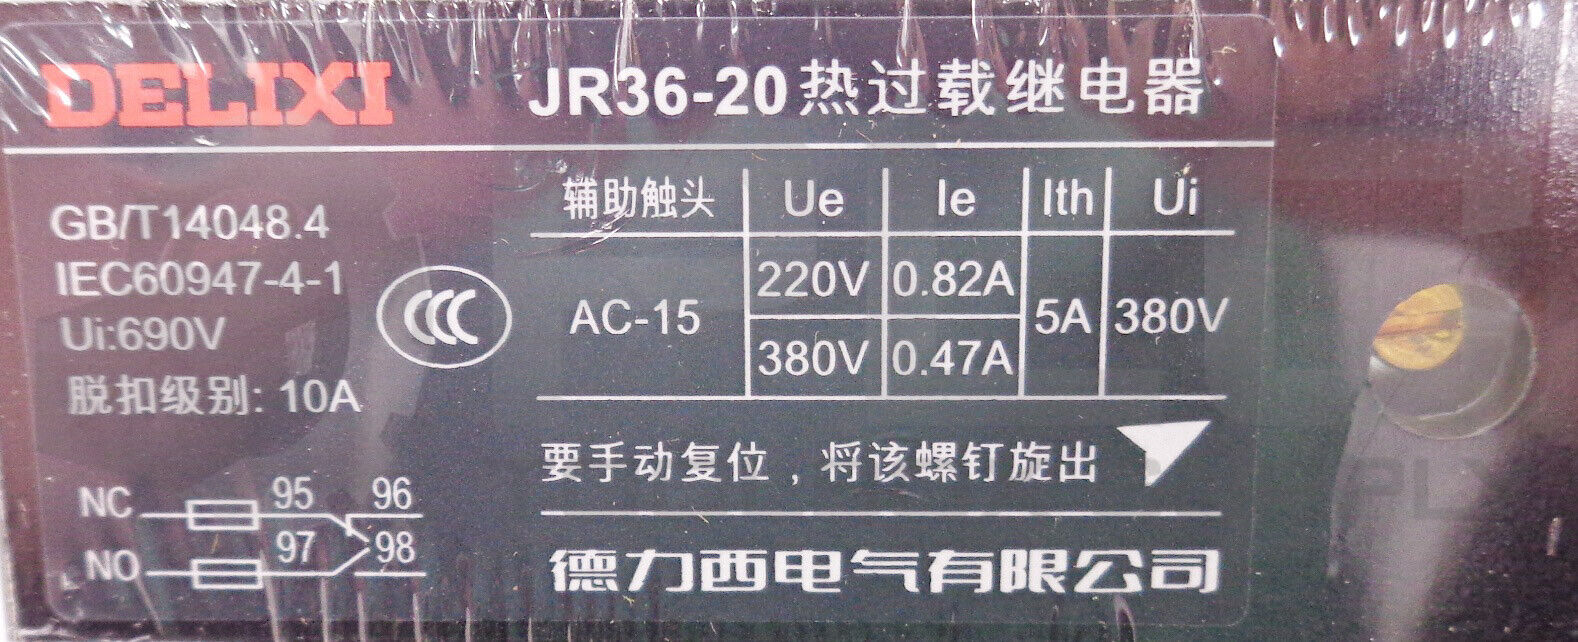 DELIXI
JR36-20热过载继电器
GB/T14048.4
IEC60947-4-1
Ui:690V
脱扣级别: 10A
CCC
NC 95 96
NO 97 98
辅助触头 Ue Ie Ith Ui
AC-15 220V 0.82A 5A 380V
380V 0.47A
要手动复位，将该螺钉旋出
德力西电气有限公司